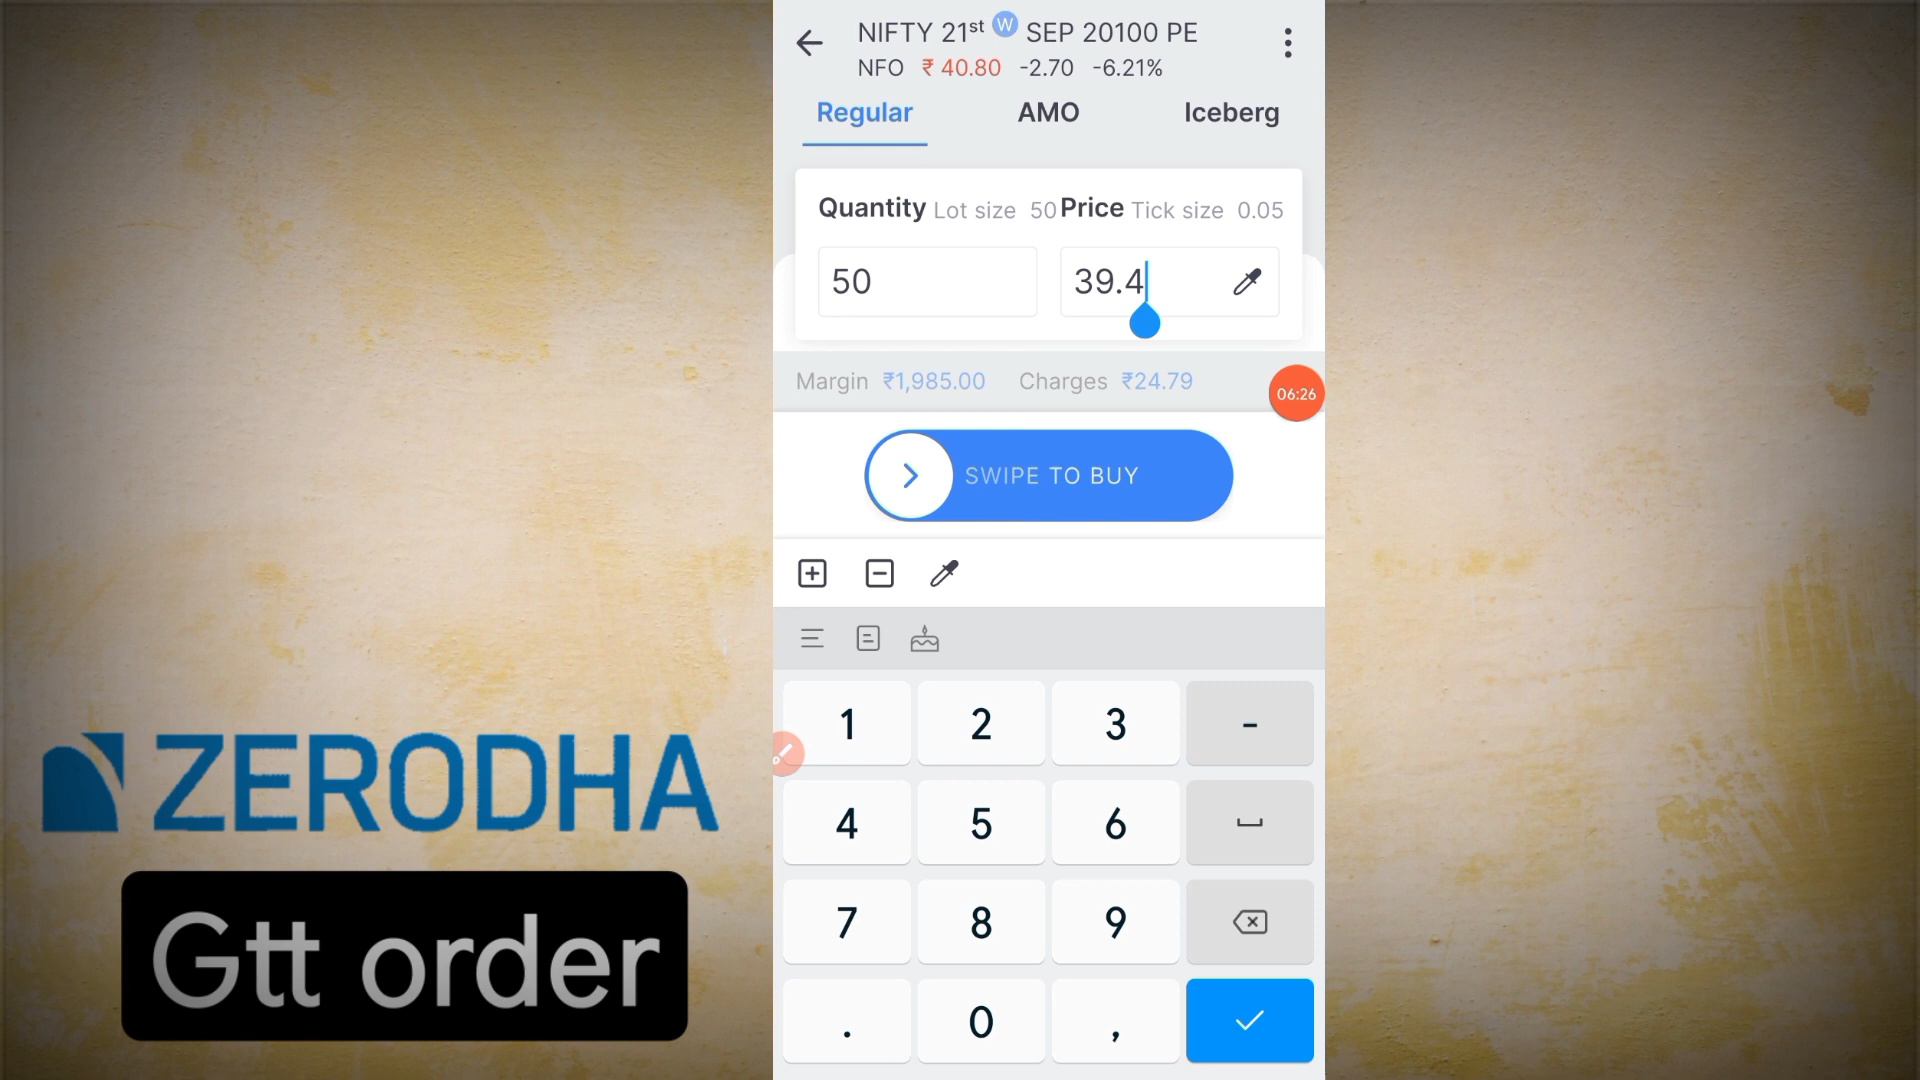 NIFTY 21st W SEP 20100 PE
NFO ₹ 40.80 -2.70 -6.21%
Regular AMO Iceberg
Quantity Lot size 50 Price Tick size 0.05
50 39.4
Margin ₹1,985.00 Charges ₹24.79
06:26
SWIPE TO BUY
1 2 3 -
4 5 6
7 8 9
. 0 ,
ZERODHA
Gtt order